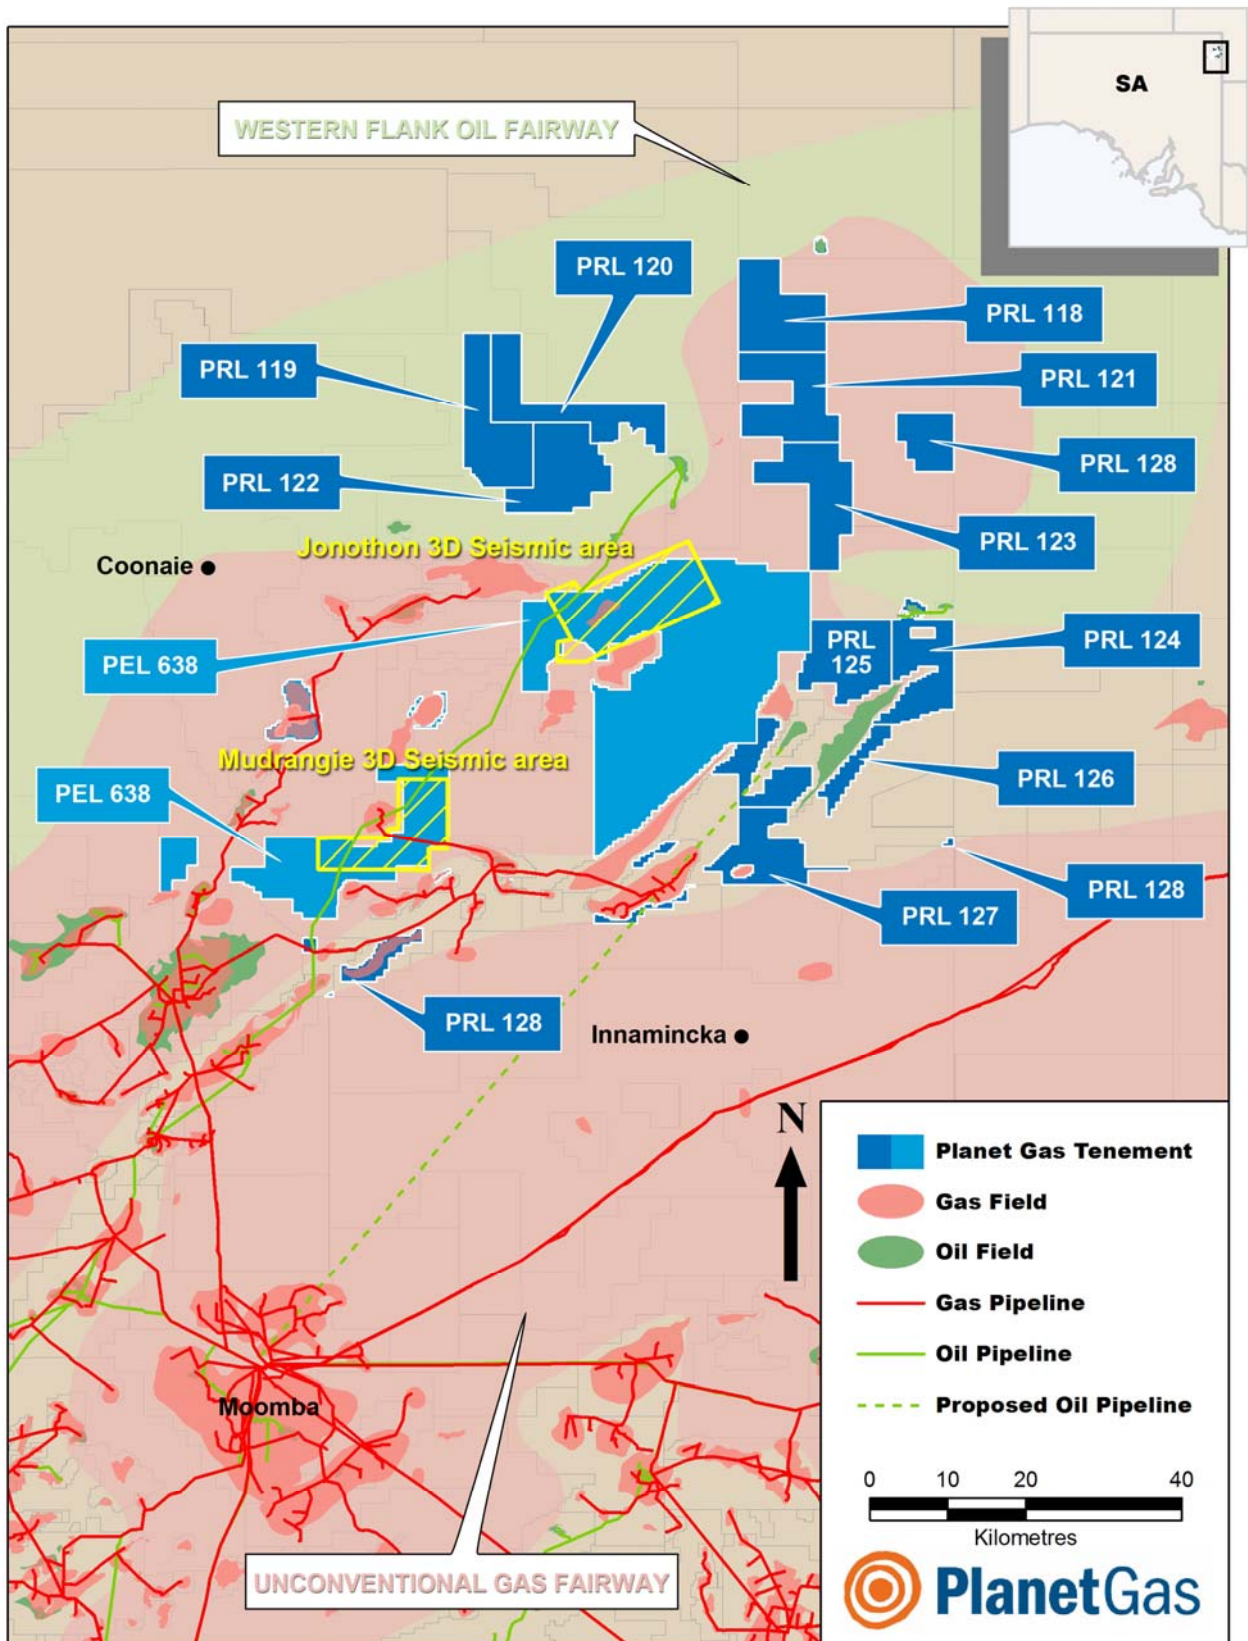 SA
WESTERN FLANK OIL FAIRWAY
PRL 120
PRL 118
PRL 119
PRL 121
PRL 128
PRL 122
PRL 123
Jonothon 3D Seismic area
Coonaie
PRL
125
PRL 124
PEL 638
Mudrangie 3D Seismic area
PRL 126
PEL 638
PRL 128
PRL 127
PRL 128
Innamincka
N
Planet Gas Tenement
Gas Field
Oil Field
Gas Pipeline
Oil Pipeline
Proposed Oil Pipeline
Moomba
0 10 20 40
Kilometres
UNCONVENTIONAL GAS FAIRWAY
PlanetGas